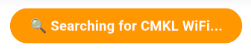 🔍 Searching for CMKL WiFi...